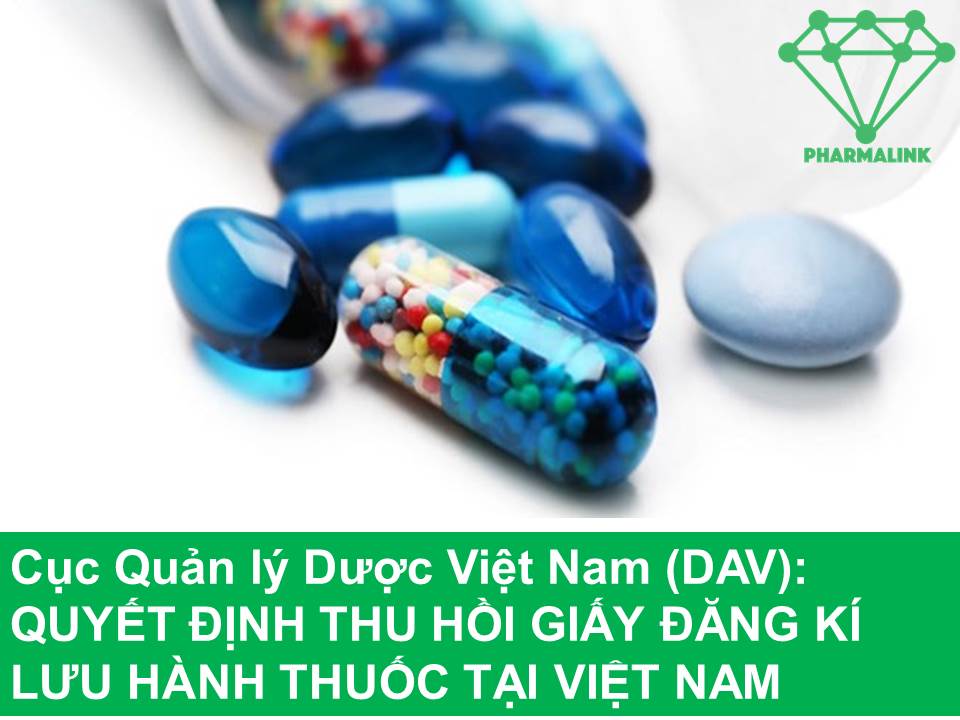 PHARMALINK
Cục Quản lý Dược Việt Nam (DAV):
QUYẾT ĐỊNH THU HỒI GIẤY ĐĂNG KÍ
LƯU HÀNH THUỐC TẠI VIỆT NAM